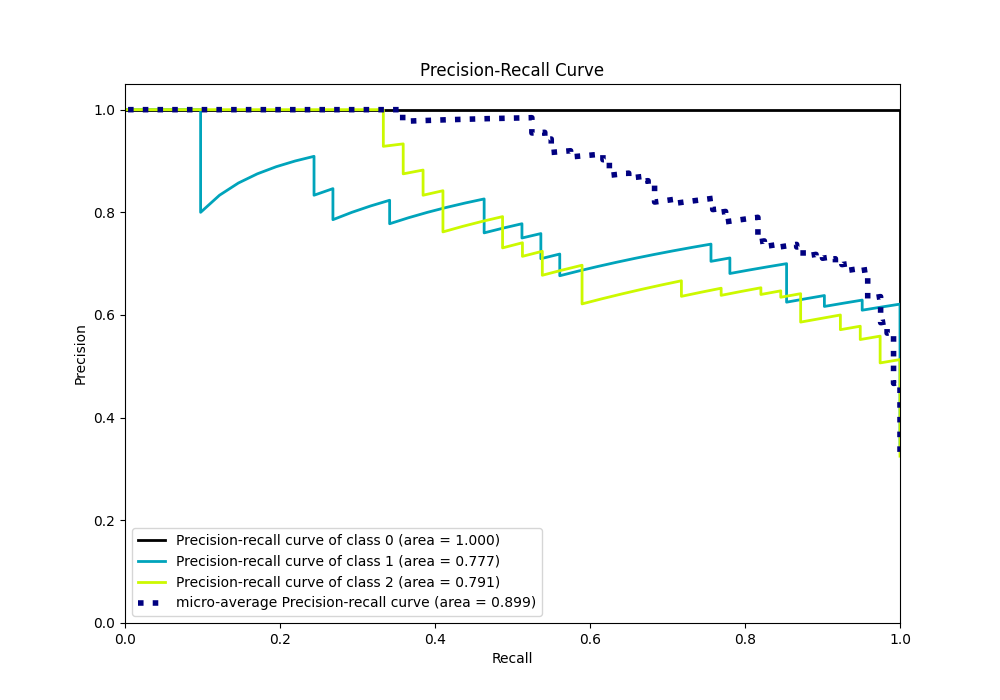 Precision-Recall Curve
1.0
0.8
0.6
0.4
0.2
0.0
Precision
Precision-recall curve of class 0 (area = 1.000)
Precision-recall curve of class 1 (area = 0.777)
Precision-recall curve of class 2 (area = 0.791)
micro-average Precision-recall curve (area = 0.899)
0.0 0.2 0.4 0.6 0.8 1.0
Recall